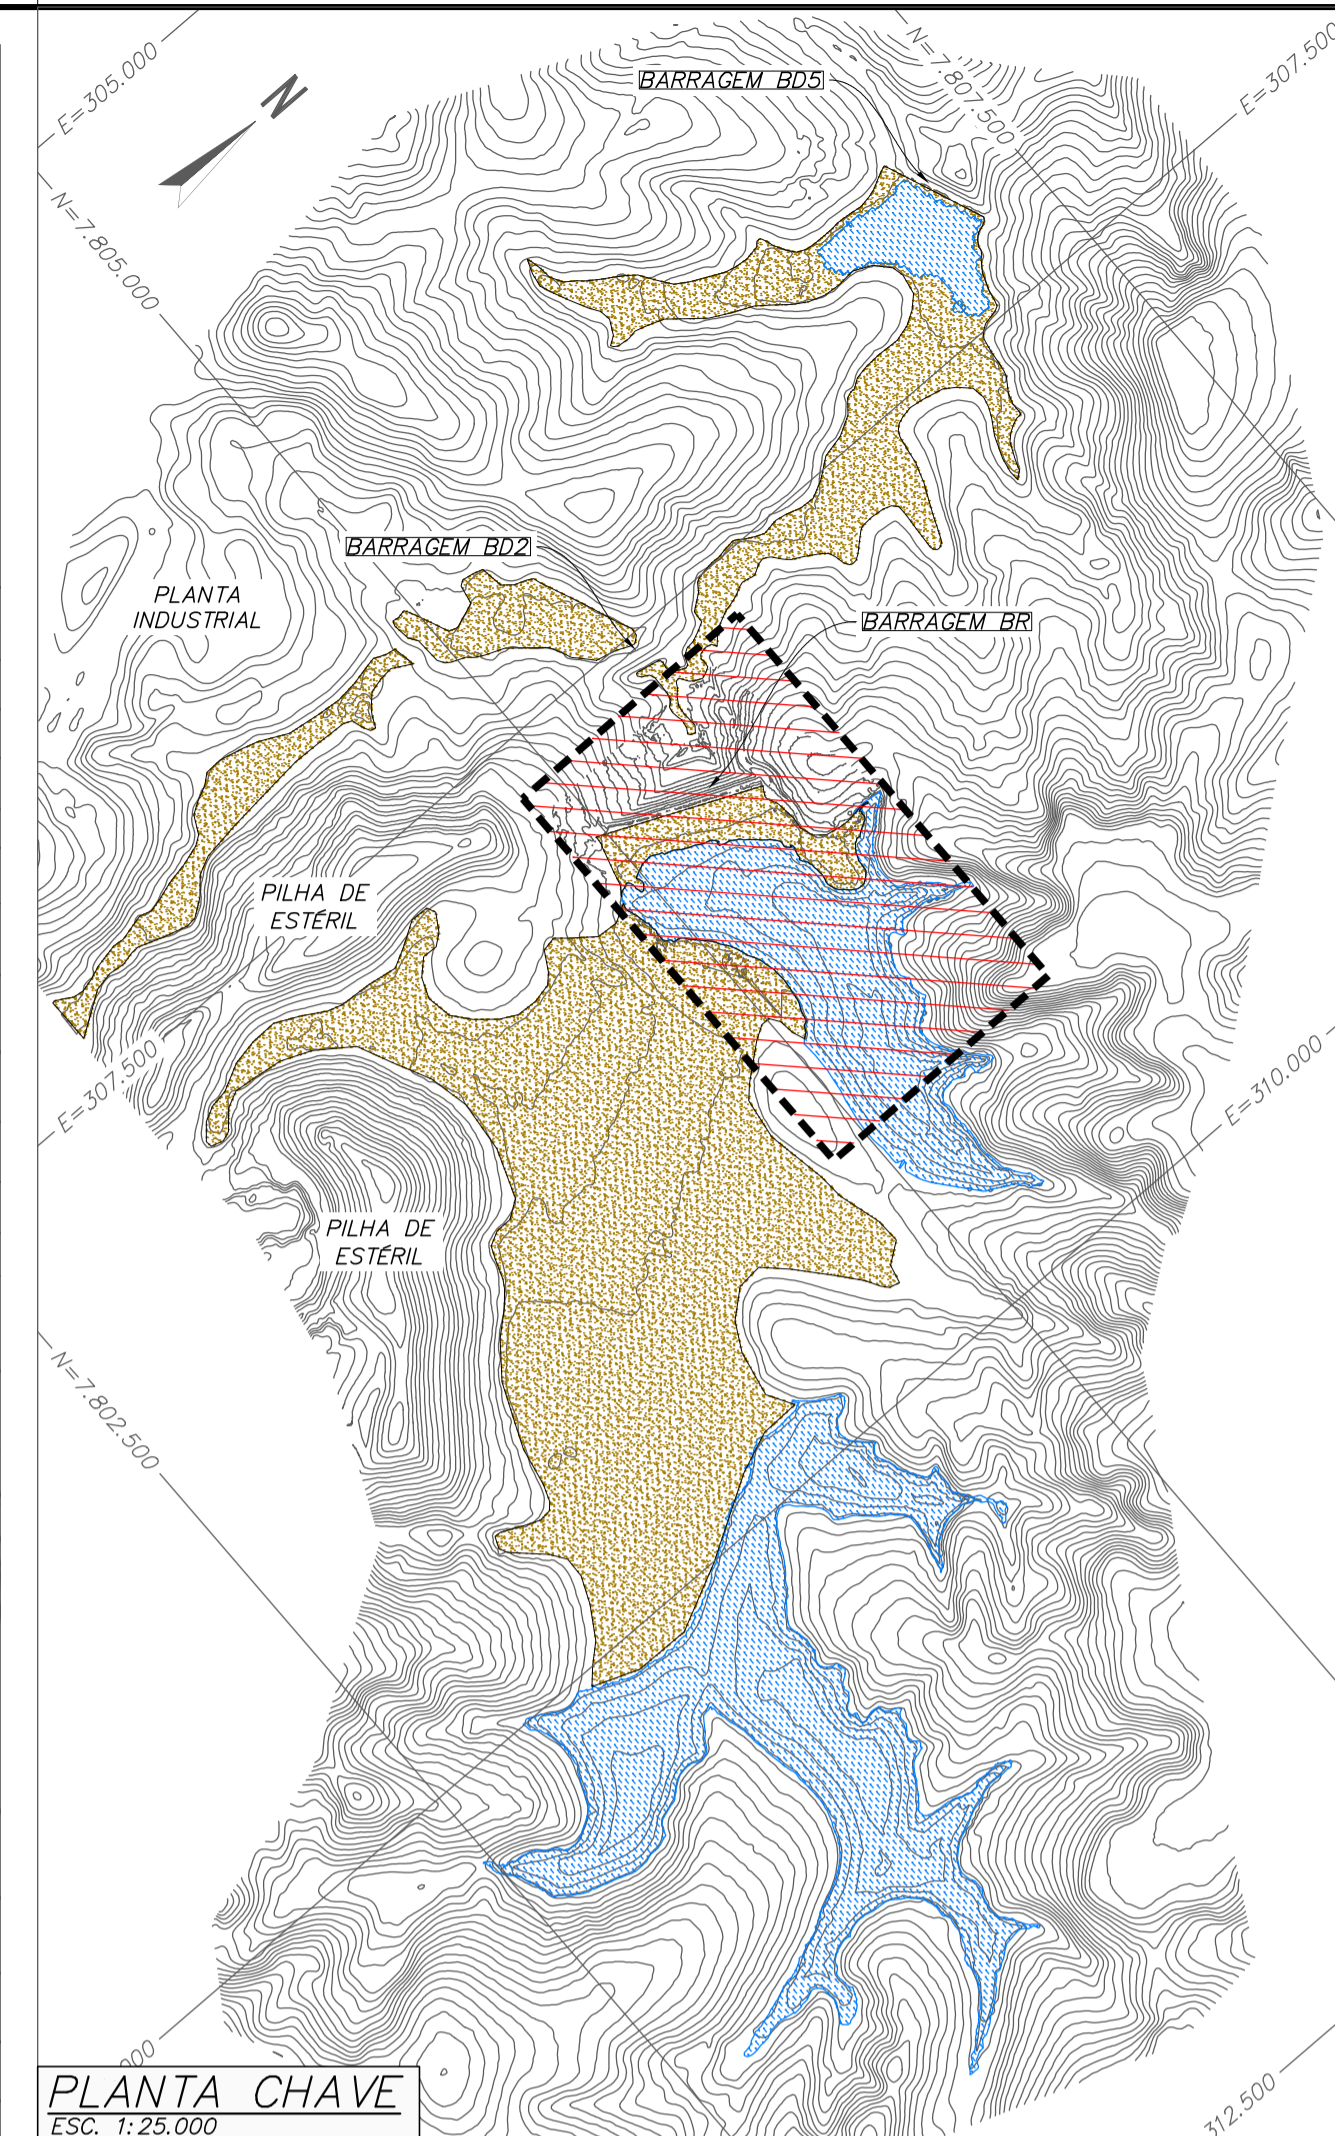 E=305.000
N
BARRAGEM BD5
N=7.807.500
E=307.500
N=7.805.000
BARRAGEM BD2
PLANTA
INDUSTRIAL
BARRAGEM BR
PILHA DE
ESTÉRIL
E=307.500
E=310.000
PILHA DE
ESTÉRIL
N=7.802.500
000
312.500
PLANTA CHAVE
ESC. 1:25.000